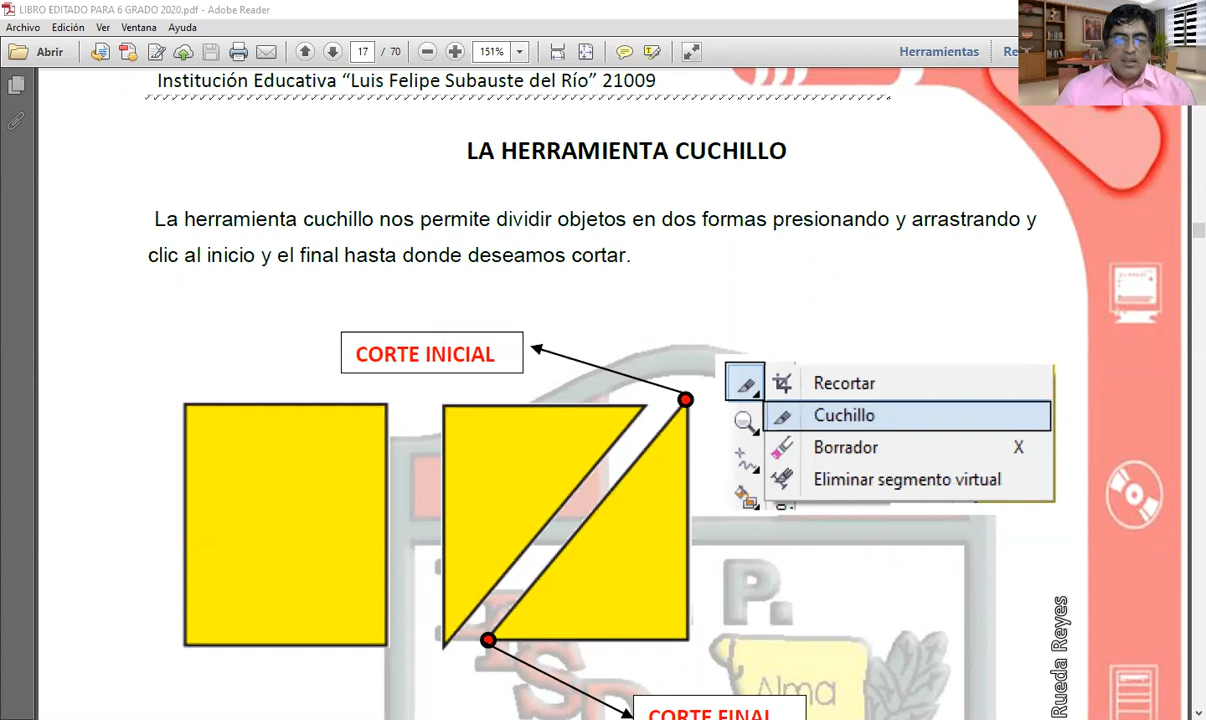 LIBRO EDITADO PARA 6 GRADO 2020.pdf - Adobe Reader
Archivo Edición Ver Ventana Ayuda
Abrir 17 / 70 151% Herramientas
Institución Educativa “Luis Felipe Subauste del Río” 21009
LA HERRAMIENTA CUCHILLO
La herramienta cuchillo nos permite dividir objetos en dos formas presionando y arrastrando y
clic al inicio y el final hasta donde deseamos cortar.
CORTE INICIAL
Recortar
Cuchillo
Borrador X
Eliminar segmento virtual
P.
Alma
CORTE FINAL
Rueda Reyes